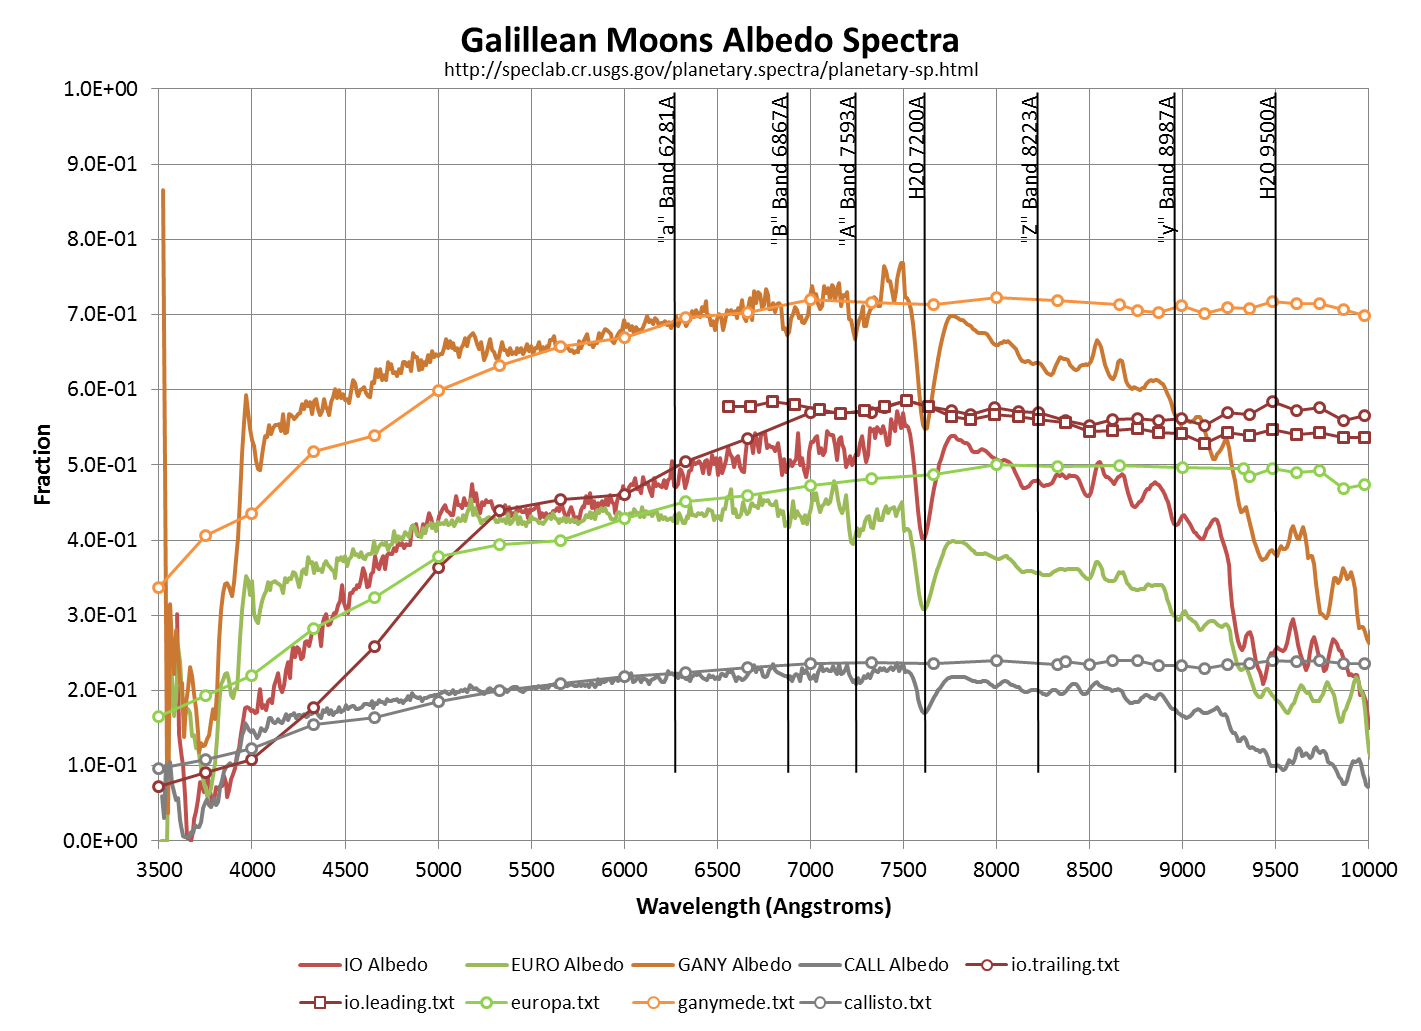 Galillean Moons Albedo Spectra
http://speclab.cr.usgs.gov/planetary.spectra/planetary-sp.html
1.0E+00
9.0E-01
8.0E-01
7.0E-01
6.0E-01
5.0E-01
4.0E-01
3.0E-01
2.0E-01
1.0E-01
0.0E+00
Fraction
"a" Band 6281A
"B" Band 6867A
"A" Band 7593A
H20 7200A
"Z" Band 8223A
"y" Band 8987A
H20 9500A
3500 4000 4500 5000 5500 6000 6500 7000 7500 8000 8500 9000 9500 10000
Wavelength (Angstroms)
IO Albedo EURO Albedo GANY Albedo CALL Albedo io.trailing.txt
io.leading.txt europa.txt ganymede.txt callisto.txt